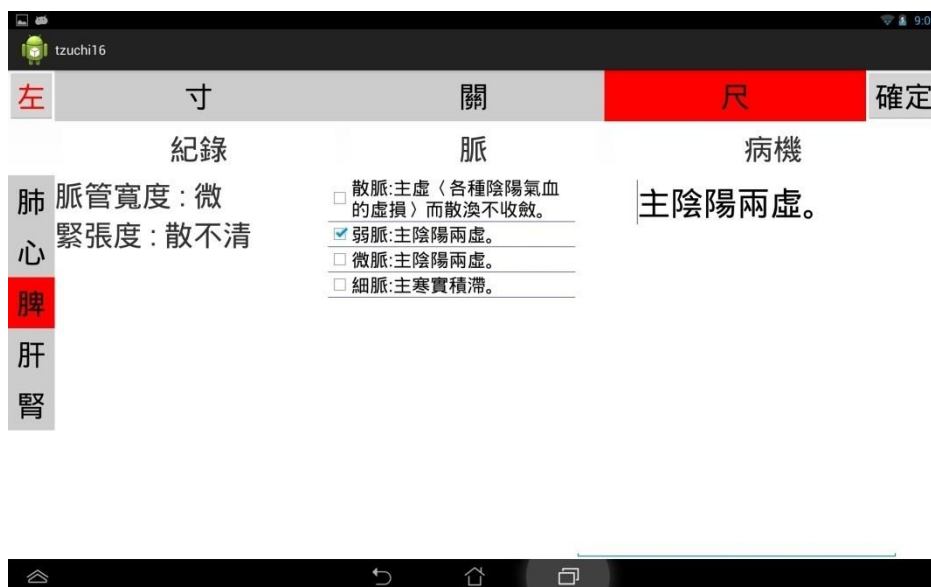 9:0
tzuchi16
左 寸 關 尺 確定
紀錄 脈 病機
肺
心
脾
肝
腎
脈管寬度 : 微
緊張度 : 散不清
散脈:主虛〈各種陰陽氣血
的虛損〉而散渙不收斂。
弱脈:主陰陽兩虛。
微脈:主陰陽兩虛。
細脈:主寒實積滯。
主陰陽兩虛。